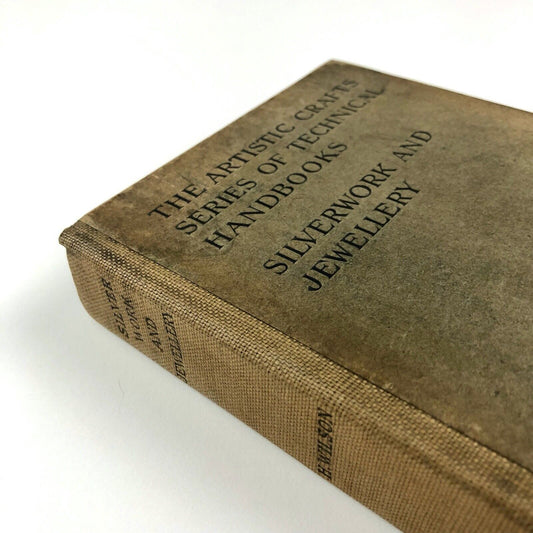 THE ARTISTIC CRAFTS
SERIES OF TECHNICAL
HANDBOOKS
SILVERWORK AND
JEWELLERY
SILVER
WORK
AND
JEWELLERY
H. WILSON